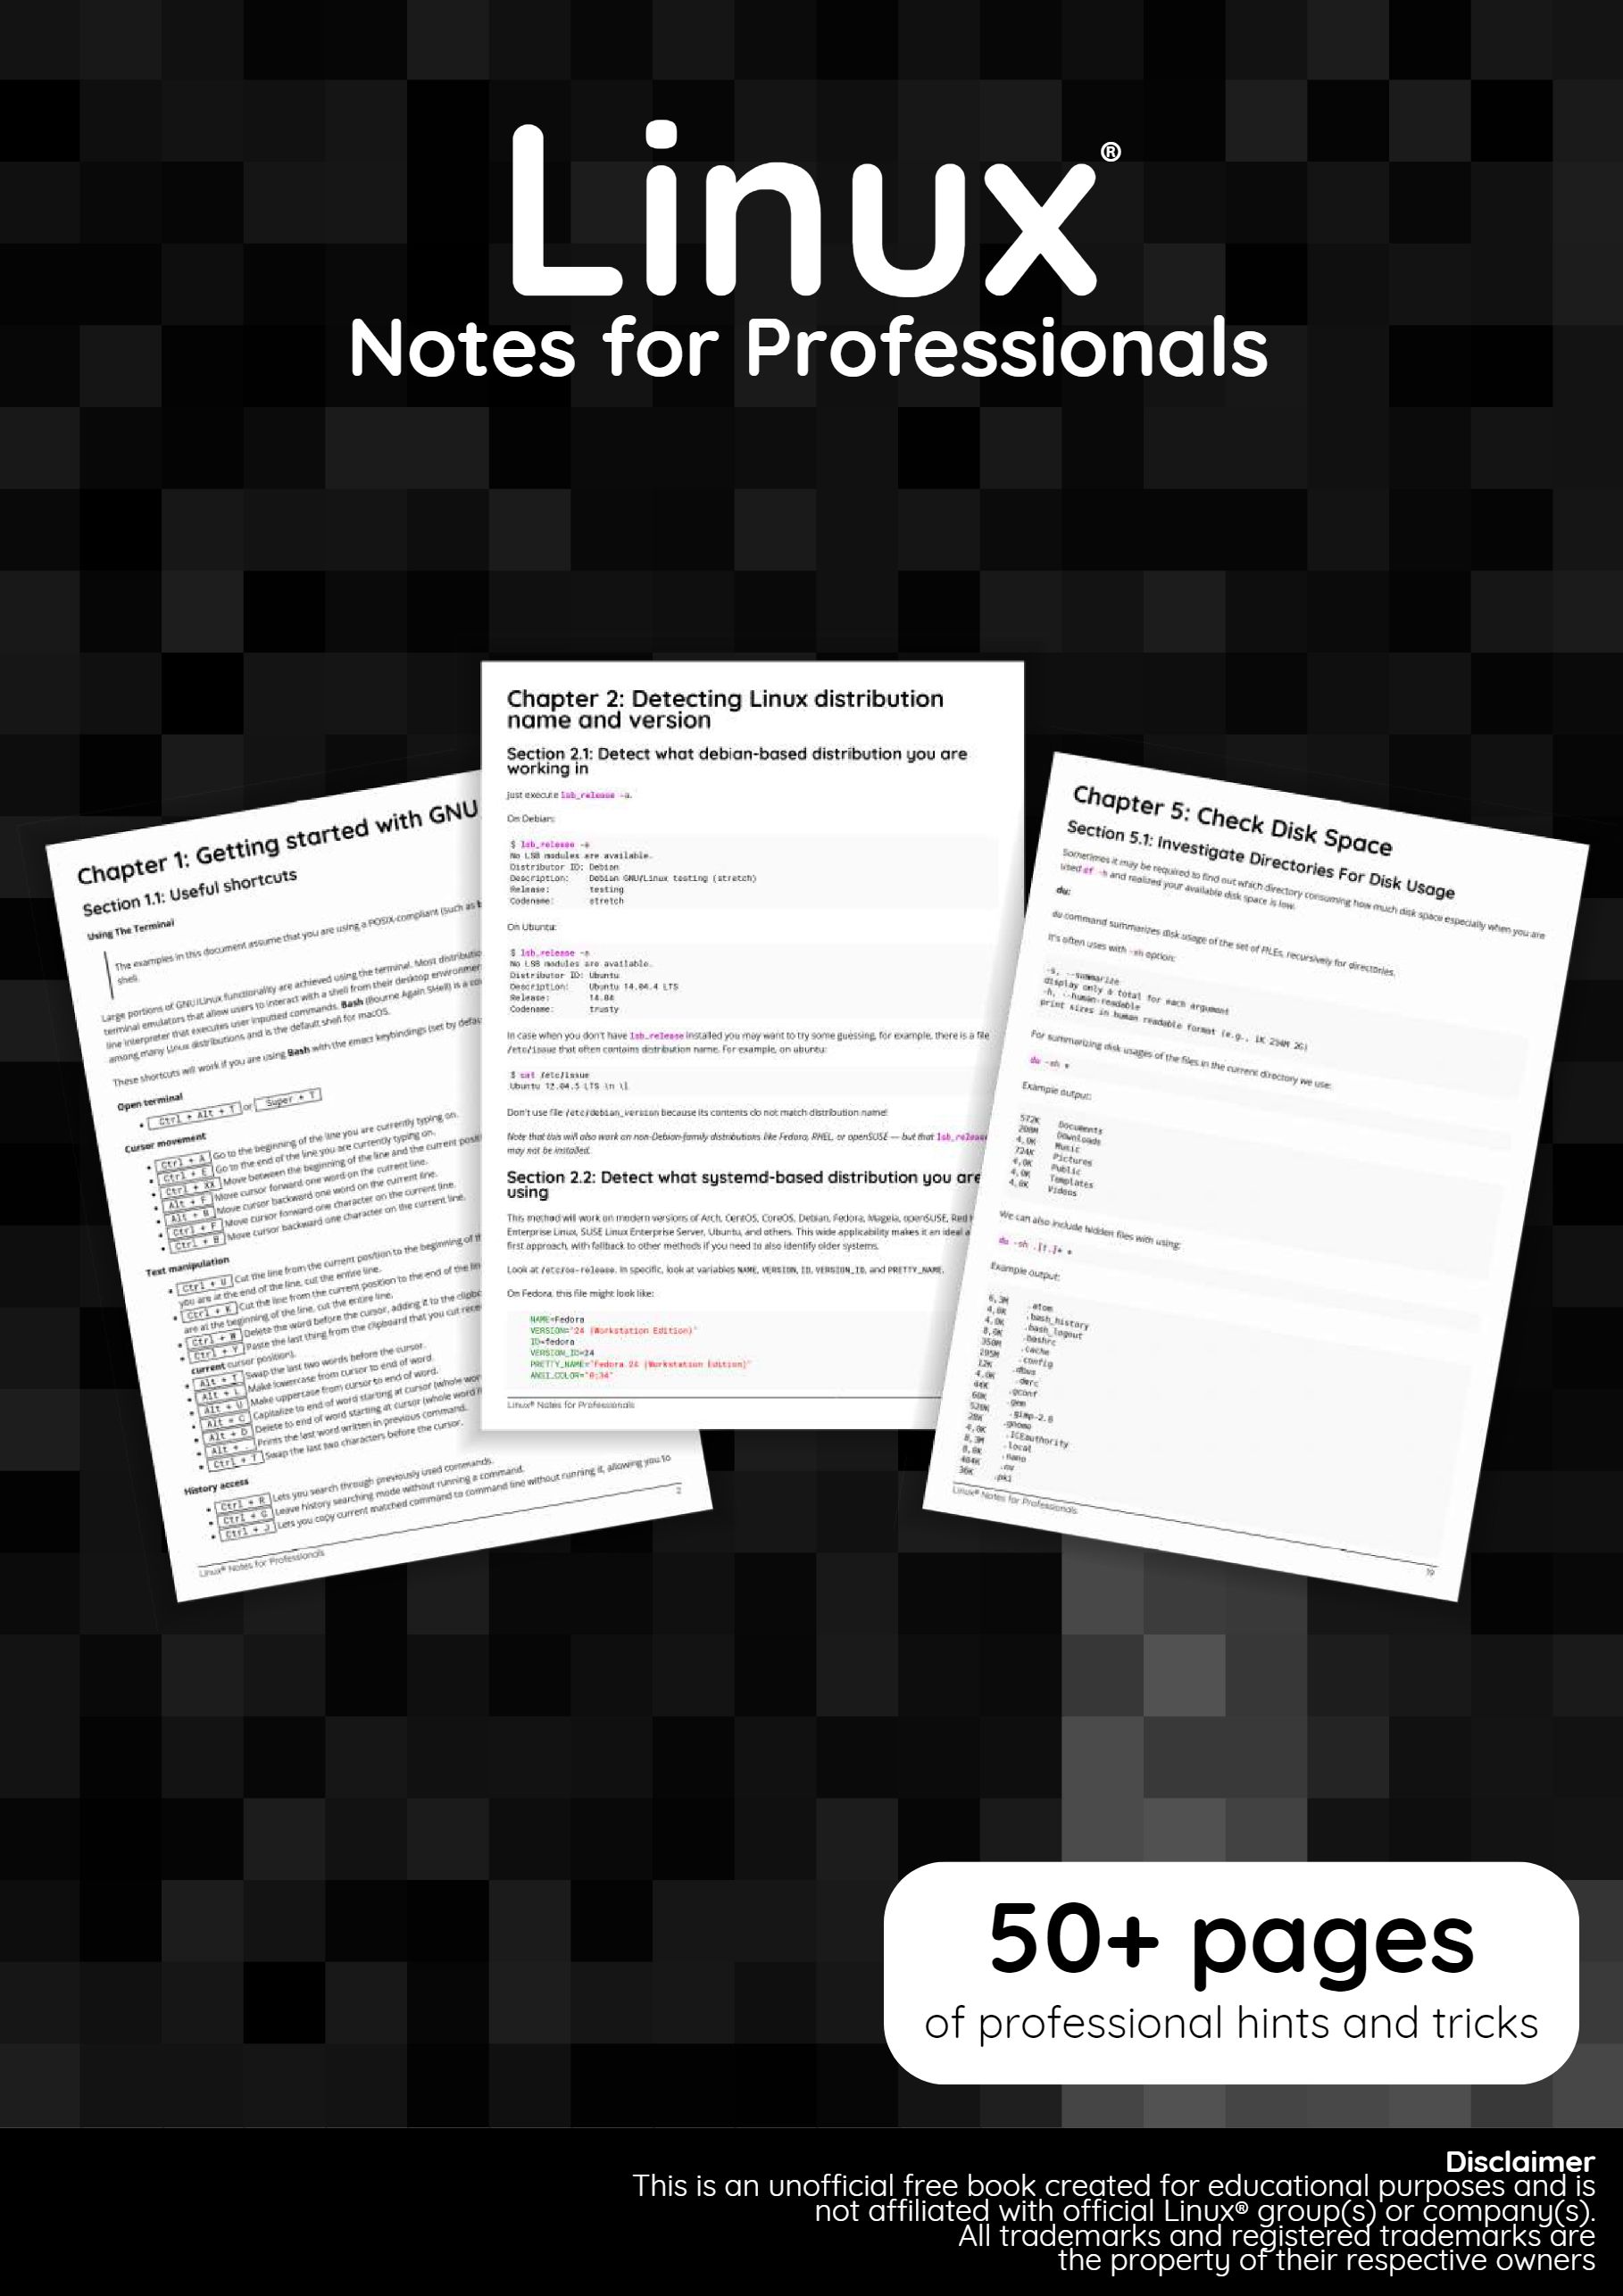 Linux®
Notes for Professionals
Chapter 1: Getting started with GNU
Section 1.1: Useful shortcuts
Using The Terminal
The examples in this document assume that you are using a POSIX-compliant (such as
shell.
Large portions of GNU/Linux functionality are achieved using the terminal. Most
terminal emulators that allow users to interact with a shell from their desktop
line interpreter that executes user inputted commands. Bash (Bourne Again SHell) is a
among many Linux distributions and is the default shell for macOS.
These shortcuts will work if you are using Bash with the emacs keybindings (set by
Open terminal
Ctrl + Alt + T or Super + T
Cursor movement
Ctrl + A Go to the beginning of the line you are currently typing on.
Ctrl + E Go to the end of the line you are currently typing on.
Ctrl + XX Move between the beginning of the line and the current
Alt + F Move cursor forward one word on the current line.
Alt + B Move cursor backward one word on the current line.
Ctrl + F Move cursor forward one character on the current line.
Ctrl + B Move cursor backward one character on the current line.
Text manipulation
Ctrl + U Cut the line from the current position to the beginning of
you are at the end of the line, cut the entire line.
Ctrl + K Cut the line from the current position to the end of the
are at the beginning of the line, cut the entire line.
Ctrl + W Delete the word before the cursor, adding it to the
Ctrl + Y Paste the last thing from the clipboard that you cut
current cursor position).
Alt + T Swap the last two words before the cursor.
Alt + L Make lowercase from cursor to end of word.
Alt + U Make uppercase from cursor to end of word.
Alt + C Capitalize to end of word starting at cursor (whole
Alt + D Delete to end of word starting at cursor (whole word
Alt + . Prints the last word written in previous command.
Ctrl + T Swap the last two characters before the cursor.
History access
Ctrl + R Lets you search through previously used commands.
Ctrl + G Leave history searching mode without running a command.
Ctrl + J Lets you copy current matched command to command line without running it, allowing you to
Linux® Notes for Professionals
2
Chapter 2: Detecting Linux distribution
name and version
Section 2.1: Detect what debian-based distribution you are
working in
Just execute lsb_release -a.
On Debian:
$ lsb_release -a
No LSB modules are available.
Distributor ID: Debian
Description: Debian GNU/Linux testing (stretch)
Release: testing
Codename: stretch
On Ubuntu:
$ lsb_release -a
No LSB modules are available.
Distributor ID: Ubuntu
Description: Ubuntu 14.04.4 LTS
Release: 14.04
Codename: trusty
In case when you don't have lsb_release installed you may want to try some guessing, for example, there is a file
/etc/issue that often contains distribution name. For example, on ubuntu:
$ cat /etc/issue
Ubuntu 12.04.5 LTS \n \l
Don't use file /etc/debian_version because its contents do not match distribution name!
Note that this will also work on non-Debian-family distributions like Fedora, RHEL, or openSUSE — but that lsb_release
may not be installed.
Section 2.2: Detect what systemd-based distribution you are
using
This method will work on modern versions of Arch, CentOS, CoreOS, Debian, Fedora, Mageia, openSUSE, Red
Enterprise Linux, SUSE Linux Enterprise Server, Ubuntu, and others. This wide applicability makes it an ideal
first approach, with fallback to other methods if you need to also identify older systems.
Look at /etc/os-release. In specific, look at variables NAME, VERSION, ID, VERSION_ID, and PRETTY_NAME.
On Fedora, this file might look like:
NAME=Fedora
VERSION="24 (Workstation Edition)"
ID=fedora
VERSION_ID=24
PRETTY_NAME="Fedora 24 (Workstation Edition)"
ANSI_COLOR="0;34"
Linux® Notes for Professionals
Chapter 5: Check Disk Space
Section 5.1: Investigate Directories For Disk Usage
Sometimes it may be required to find out which directory consuming how much disk space especially when you are
used df -h and realized your available disk space is low.
du:
du command summarizes disk usage of the set of FILEs, recursively for directories.
It's often uses with -sh option:
-s, --summarize
display only a total for each argument
-h, --human-readable
print sizes in human readable format (e.g., 1K 234M 2G)
For summarizing disk usages of the files in the current directory we use:
du -sh *
Example output:
572K Documents
208M Downloads
4,0K Music
724K Pictures
4,0K Public
4,0K Templates
4,0K Videos
We can also include hidden files with using:
du -sh .[!.]* *
Example output:
6,3M .atom
4,0K .bash_history
4,0K .bash_logout
8,0K .bashrc
350M .cache
195M .config
12K .dbus
4,0K .dmrc
44K .gconf
60K .gem
520K .gimp-2.8
28K .gnome
4,0K .ICEauthority
8,3M .local
8,0K .nano
404K .nv
36K .pki
Linux® Notes for Professionals
19
50+ pages
of professional hints and tricks
Disclaimer
This is an unofficial free book created for educational purposes and is
not affiliated with official Linux® group(s) or company(s).
All trademarks and registered trademarks are
the property of their respective owners